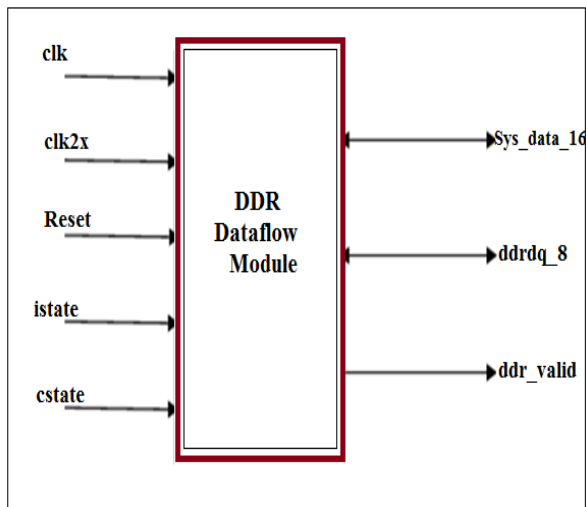 clk
clk2x
Reset
istate
cstate
DDR
Dataflow
Module
Sys_data_16
ddrdq_8
ddr_valid